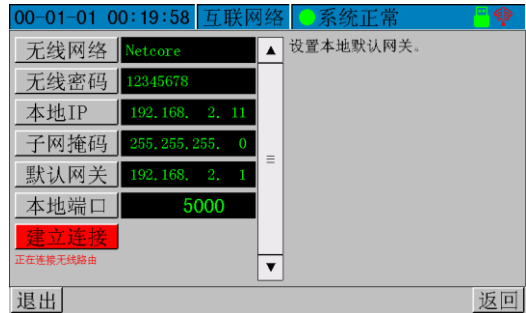 00-01-01 00:19:58 互联网络 系统正常
无线网络 Netcore
设置本地默认网关。
无线密码 12345678
本地IP 192.168. 2. 11
子网掩码 255.255.255. 0
默认网关 192.168. 2. 1
本地端口 5000
建立连接
正在连接无线路由
退出 返回